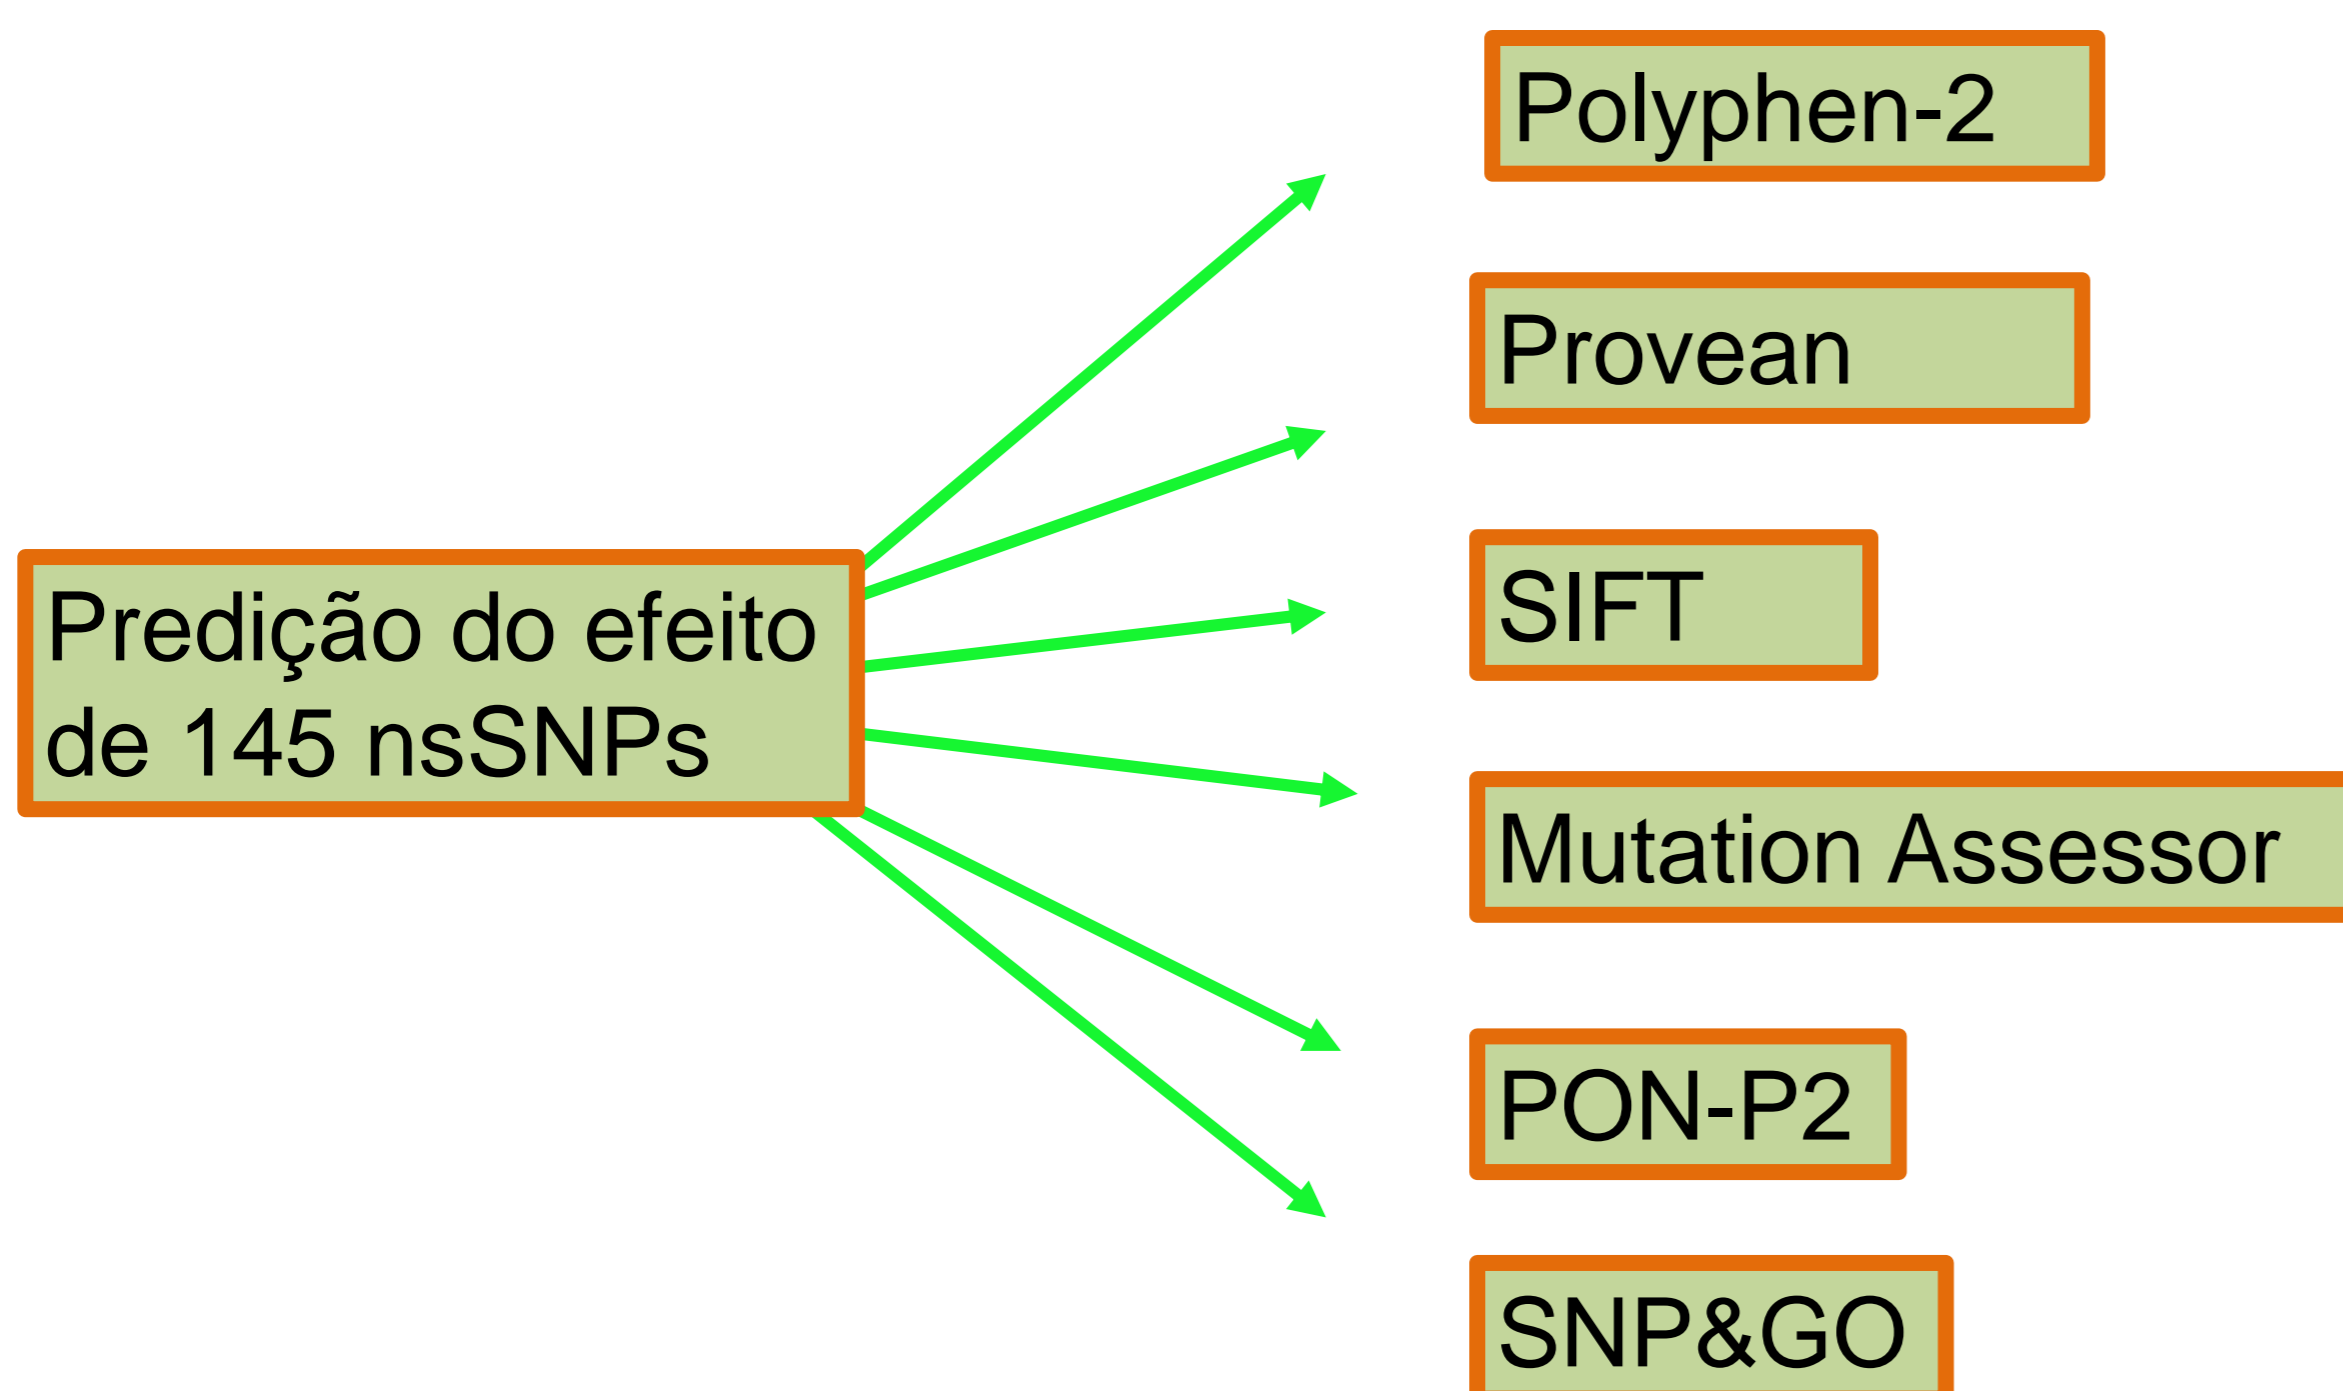 Polyphen-2
Provean
Predição do efeito
de 145 nsSNPs
SIFT
Mutation Assessor
PON-P2
SNP&GO